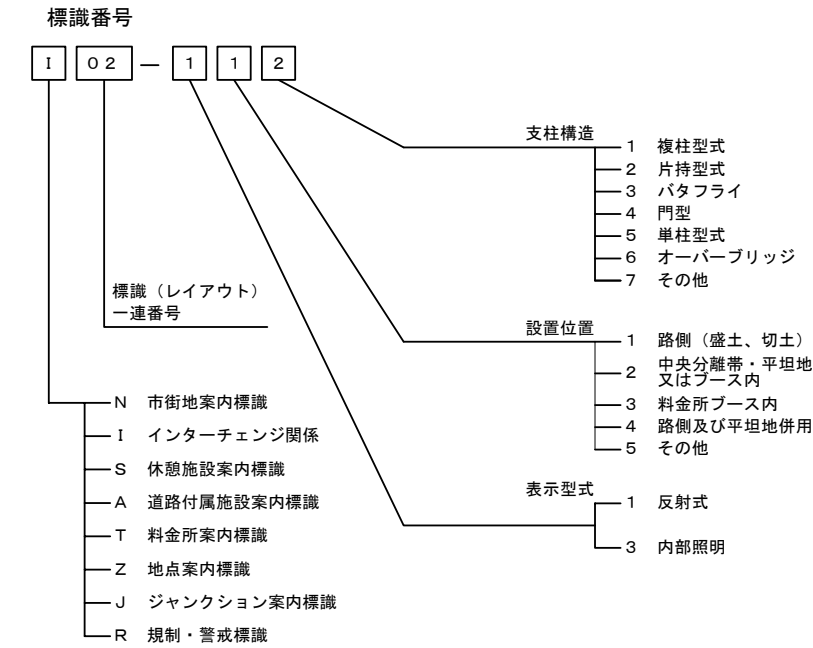 標識番号
I 02 ― 1 1 2
支柱構造
1 複柱型式
2 片持型式
3 バタフライ
4 門型
5 単柱型式
6 オーバーブリッジ
7 その他
標識（レイアウト）
一連番号
設置位置
1 路側（盛土、切土）
2 中央分離帯・平坦地
又はブース内
3 料金所ブース内
4 路側及び平坦地併用
5 その他
表示型式
1 反射式
3 内部照明
N 市街地案内標識
I インターチェンジ関係
S 休憩施設案内標識
A 道路付属施設案内標識
T 料金所案内標識
Z 地点案内標識
J ジャンクション案内標識
R 規制・警戒標識